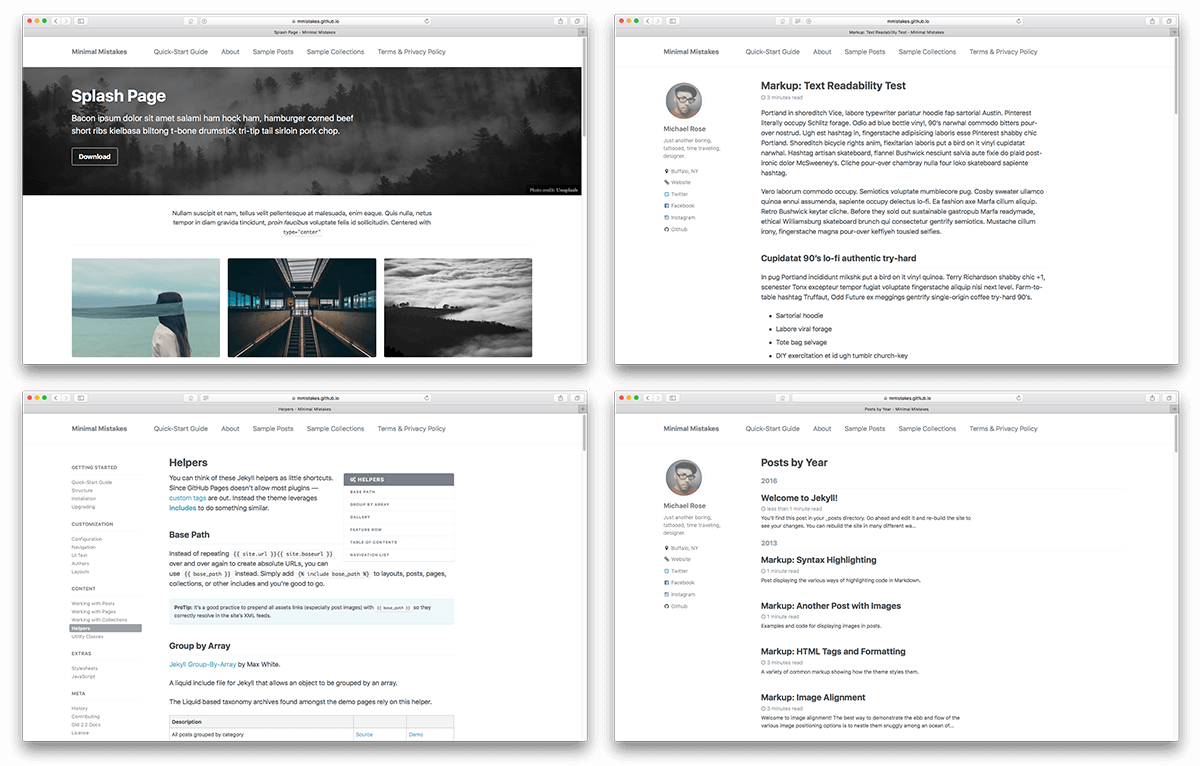 mmistakes.github.io
Splash Page - Minimal Mistakes
Minimal Mistakes Quick-Start Guide About Sample Posts Sample Collections Terms & Privacy Policy
Splash Page
Bacon ipsum dolor sit amet salami ham hock ham, hamburger corned beef
short ribs kielbasa biltong t-bone drumstick tri-tip tail sirloin pork chop.
Download
Photo credit: Unsplash
Nullam suscipit et nam, tellus velit pellentesque at malesuada, enim eaque. Quis nulla, netus
tempor in diam gravida tincidunt, proin faucibus voluptate felis id sollicitudin. Centered with
type="center"
mmistakes.github.io
Markup: Text Readability Test - Minimal Mistakes
Minimal Mistakes Quick-Start Guide About Sample Posts Sample Collections Terms & Privacy Policy
Michael Rose
Just another boring,
tattooed, time traveling,
designer.
Buffalo, NY
Website
Twitter
Facebook
Instagram
Github
Markup: Text Readability Test
3 minutes read
Portland in shoreditch Vice, labore typewriter pariatur hoodie fap sartorial Austin. Pinterest
literally occupy Schlitz forage. Odio ad blue bottle vinyl, 90's narwhal commodo bitters pour-
over nostrud. Ugh est hashtag in, fingerstache adipisicing laboris esse Pinterest shabby chic
Portland. Shoreditch bicycle rights anim, flexitarian laboris put a bird on it vinyl cupidatat
narwhal. Hashtag artisan skateboard, flannel Bushwick nesciunt salvia aute fixie do plaid post-
ironic dolor McSweeney's. Cliche pour-over chambray nulla four loko skateboard sapiente
hashtag.
Vero laborum commodo occupy. Semiotics voluptate mumblecore pug. Cosby sweater ullamco
quinoa ennui assumenda, sapiente occupy delectus lo-fi. Ea fashion axe Marfa cillum aliquip.
Retro Bushwick keytar cliche. Before they sold out sustainable gastropub Marfa readymade,
ethical Williamsburg skateboard brunch qui consectetur gentrify semiotics. Mustache cillum
irony, fingerstache magna pour-over keffiyeh tousled selfies.
Cupidatat 90's lo-fi authentic try-hard
In pug Portland incididunt mlkshk put a bird on it vinyl quinoa. Terry Richardson shabby chic +1,
scenester Tonx excepteur tempor fugiat voluptate fingerstache aliquip nisi next level. Farm-to-
table hashtag Truffaut, Odd Future ex meggings gentrify single-origin coffee try-hard 90's.
• Sartorial hoodie
• Labore viral forage
• Tote bag selvage
• DIY exercitation et id ugh tumblr church-key
mmistakes.github.io
Helpers - Minimal Mistakes
Minimal Mistakes Quick-Start Guide About Sample Posts Sample Collections Terms & Privacy Policy
GETTING STARTED
Quick-Start Guide
Structure
Installation
Upgrading
CUSTOMIZATION
Configuration
Navigation
UI Text
Authors
Layouts
CONTENT
Working with Posts
Working with Pages
Working with Collections
Helpers
Utility Classes
EXTRAS
Stylesheets
JavaScript
META
History
Contributing
Old 2.2 Docs
License
Helpers
You can think of these Jekyll helpers as little shortcuts.
Since GitHub Pages doesn't allow most plugins —
custom tags are out. Instead the theme leverages
includes to do something similar.
HELPERS
BASE PATH
GROUP BY ARRAY
GALLERY
FEATURE ROW
TABLE OF CONTENTS
NAVIGATION LIST
Base Path
Instead of repeating {{ site.url }}{{ site.baseurl }}
over and over again to create absolute URLs, you can
use {{ base_path }} instead. Simply add {% include base_path %} to layouts, posts, pages,
collections, or other includes and you're good to go.
ProTip: It's a good practice to prepend all assets links (especially post images) with {{ base_path }} so they
correctly resolve in the site's XML feeds.
Group by Array
Jekyll Group-By-Array by Max White.
A liquid include file for Jekyll that allows an object to be grouped by an array.
The Liquid based taxonomy archives found amongst the demo pages rely on this helper.
Description
All posts grouped by category Source Demo
mmistakes.github.io
Posts by Year - Minimal Mistakes
Minimal Mistakes Quick-Start Guide About Sample Posts Sample Collections Terms & Privacy Policy
Michael Rose
Just another boring,
tattooed, time traveling,
designer.
Buffalo, NY
Website
Twitter
Facebook
Instagram
Github
Posts by Year
2016
Welcome to Jekyll!
less than 1 minute read
You'll find this post in your _posts directory. Go ahead and edit it and re-build the site to
see your changes. You can rebuild the site in many different wa...
2013
Markup: Syntax Highlighting
1 minute read
Post displaying the various ways of highlighting code in Markdown.
Markup: Another Post with Images
1 minute read
Examples and code for displaying images in posts.
Markup: HTML Tags and Formatting
3 minutes read
A variety of common markup showing how the theme styles them.
Markup: Image Alignment
3 minutes read
Welcome to image alignment! The best way to demonstrate the ebb and flow of the
various image positioning options is to nestle them snuggly among an ocean of...